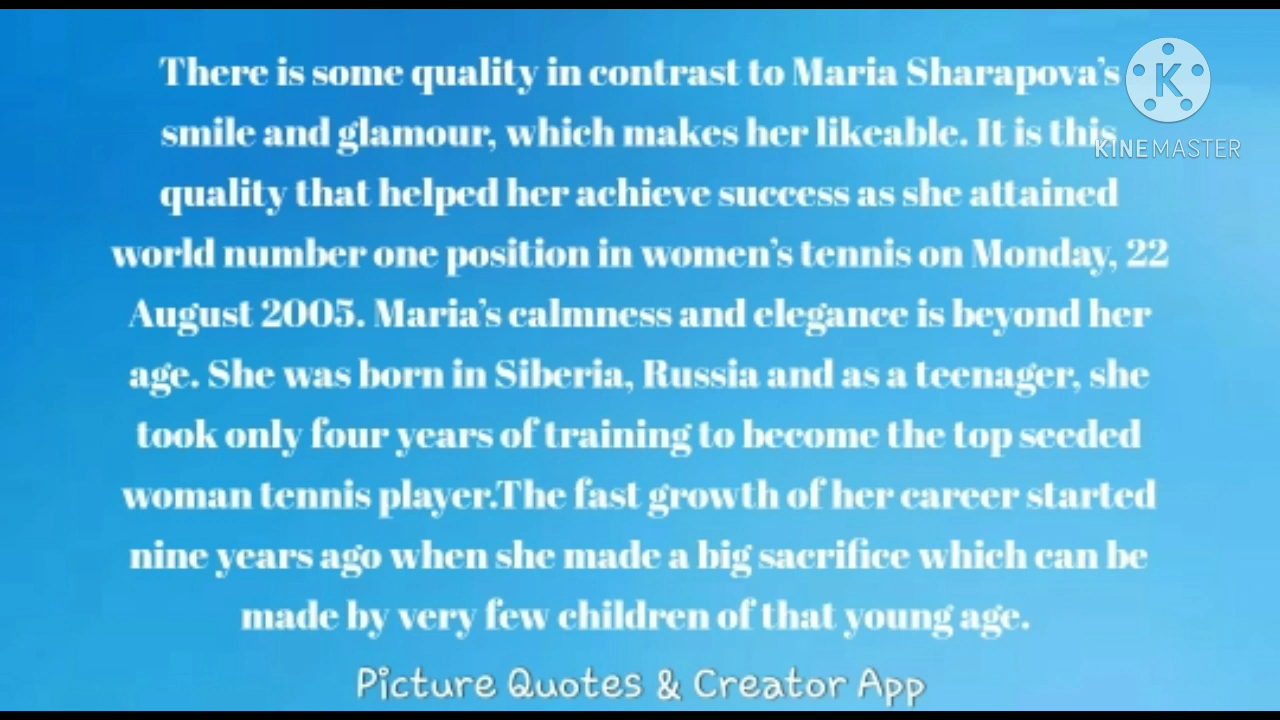 There is some quality in contrast to Maria Sharapova's
smile and glamour, which makes her likeable. It is this
quality that helped her achieve success as she attained
world number one position in women's tennis on Monday, 22
August 2005. Maria's calmness and elegance is beyond her
age. She was born in Siberia, Russia and as a teenager, she
took only four years of training to become the top seeded
woman tennis player.The fast growth of her career started
nine years ago when she made a big sacrifice which can be
made by very few children of that young age.
Picture Quotes & Creator App
K
KINEMASTER